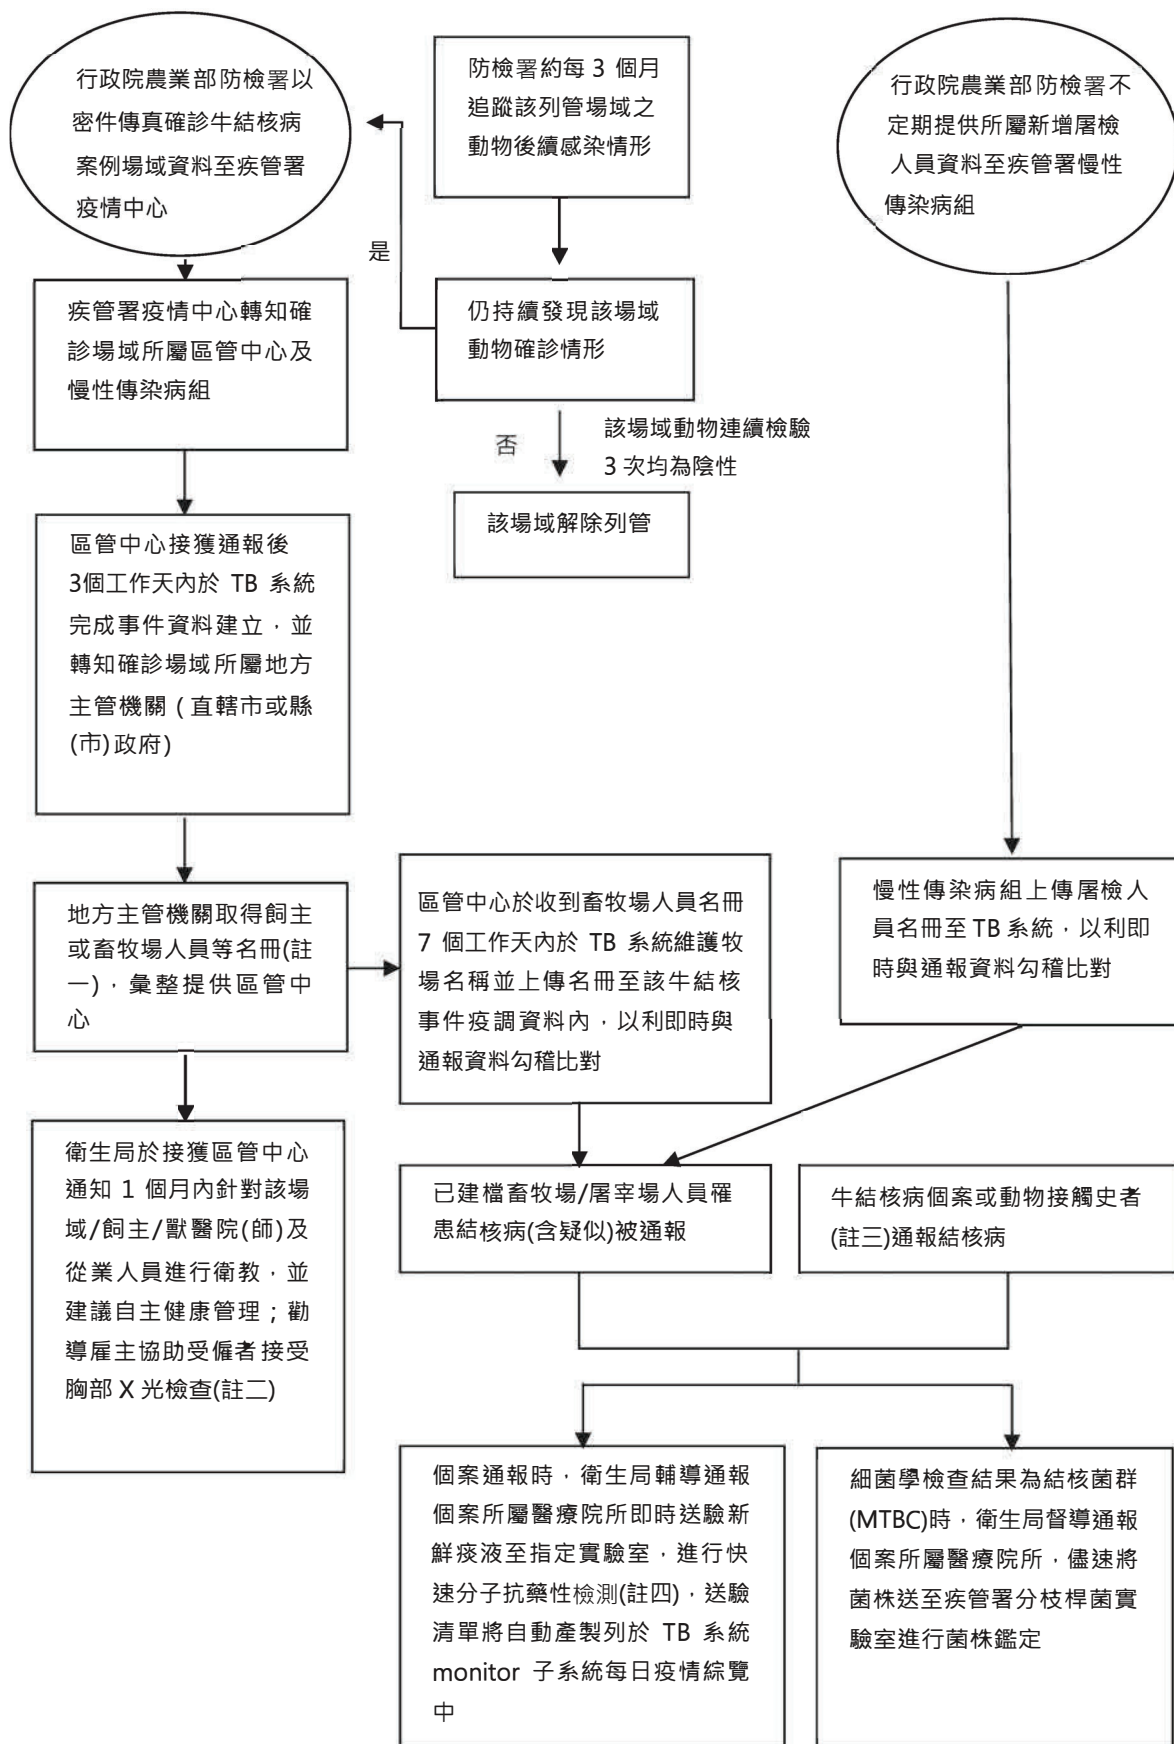 行政院農業部防檢署以
密件傳真確診牛結核病
案例場域資料至疾管署
疫情中心
防檢署約每 3 個月
追蹤該列管場域之
動物後續感染情形
行政院農業部防檢署不
定期提供所屬新增屠檢
人員資料至疾管署慢性
傳染病組
是
疾管署疫情中心轉知確
診場域所屬區管中心及
慢性傳染病組
仍持續發現該場域
動物確診情形
否
該場域動物連續檢驗
3 次均為陰性
該場域解除列管
區管中心接獲通報後
3個工作天內於 TB 系統
完成事件資料建立，並
轉知確診場域所屬地方
主管機關 ( 直轄市或縣
(市)政府)
地方主管機關取得飼主
或畜牧場人員等名冊(註
一)，彙整提供區管中
心
區管中心於收到畜牧場人員名冊
7 個工作天內於 TB 系統維護牧
場名稱並上傳名冊至該牛結核
事件疫調資料內，以利即時與
通報資料勾稽比對
慢性傳染病組上傳屠檢人
員名冊至 TB 系統，以利即
時與通報資料勾稽比對
衛生局於接獲區管中心
通知 1 個月內針對該場
域/飼主/獸醫院(師)及
從業人員進行衛教，並
建議自主健康管理；勸
導雇主協助受僱者接受
胸部 X 光檢查(註二)
已建檔畜牧場/屠宰場人員罹
患結核病(含疑似)被通報
牛結核病個案或動物接觸史者
(註三)通報結核病
個案通報時，衛生局輔導通報
個案所屬醫療院所即時送驗新
鮮痰液至指定實驗室，進行快
速分子抗藥性檢測(註四)，送驗
清單將自動產製列於 TB 系統
monitor 子系統每日疫情綜覽
中
細菌學檢查結果為結核菌群
(MTBC)時，衛生局督導通報
個案所屬醫療院所，儘速將
菌株送至疾管署分枝桿菌實
驗室進行菌株鑑定